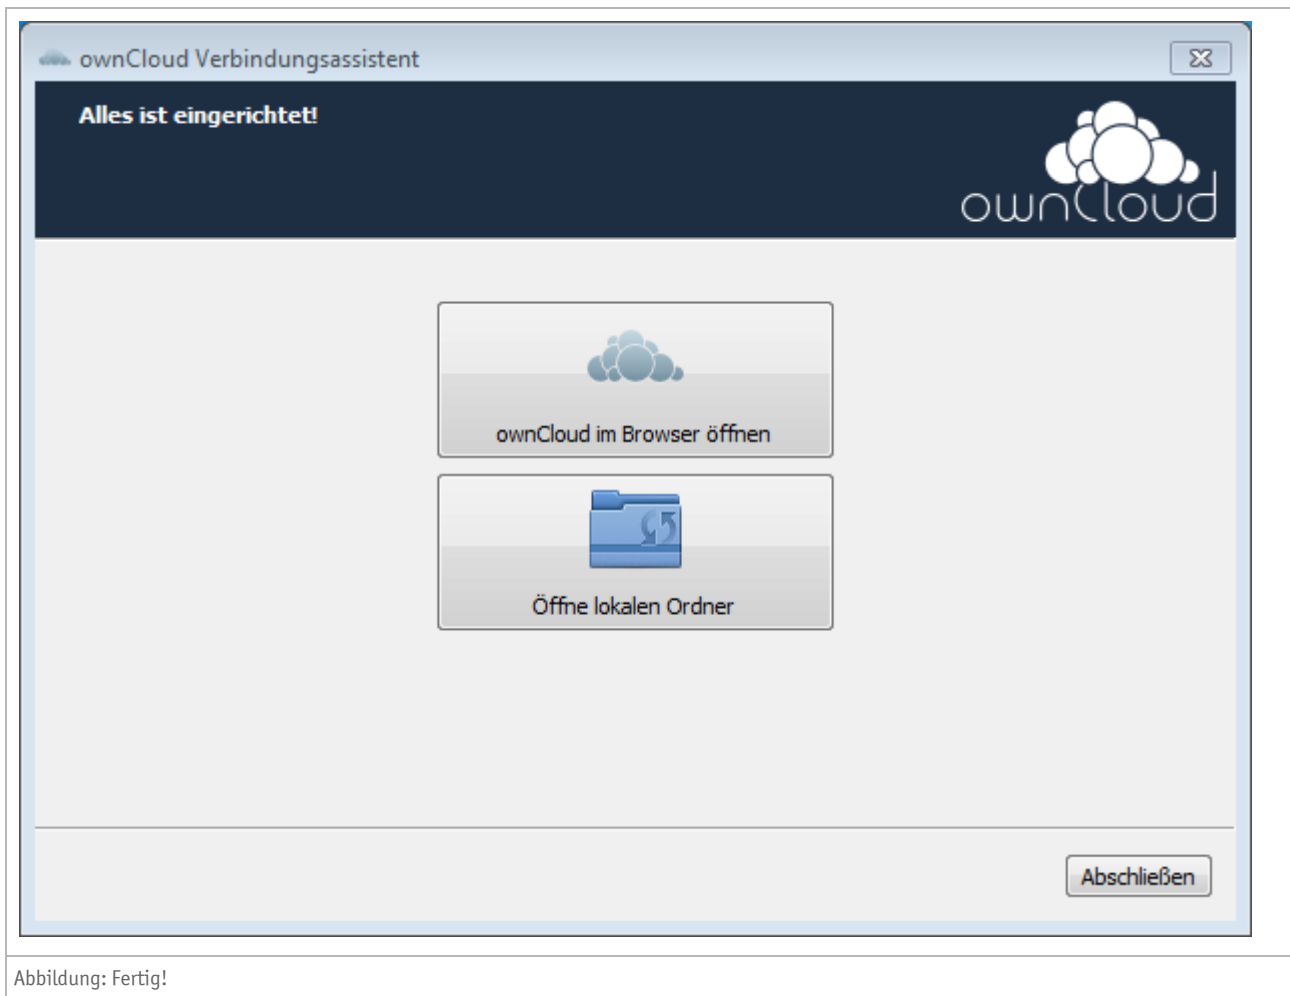 ownCloud Verbindungsassistent
Alles ist eingerichtet!
ownCloud
ownCloud im Browser öffnen
Öffne lokalen Ordner
Abschließen
Abbildung: Fertig!